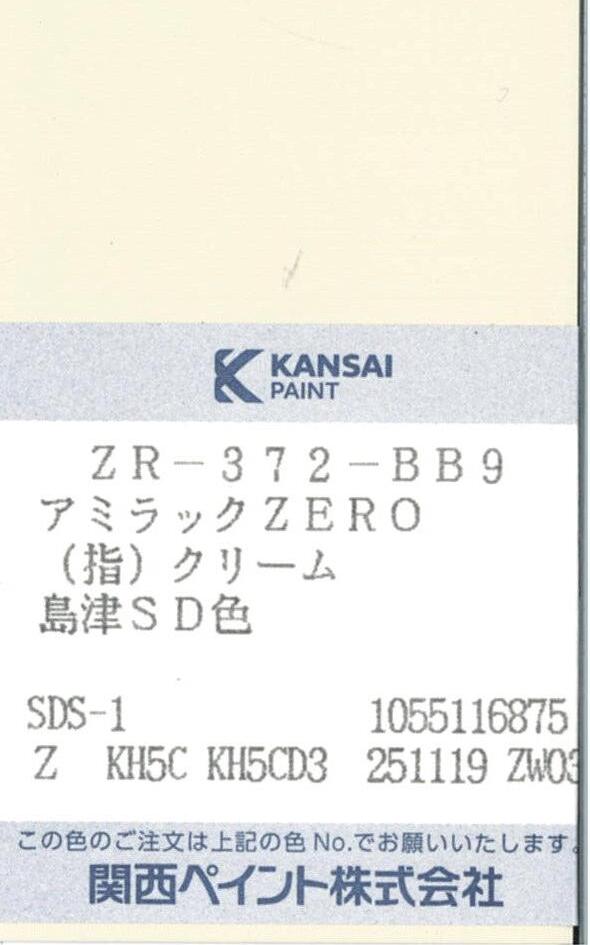 KANSAI
PAINT
ZR-372-BB9
アミラックZERO
(指)クリーム
島津SD色
SDS-1 1055116875
Z KH5C KH5CD3 251119 ZW03
この色のご注文は上記の色No.でお願いいたします。
関西ペイント株式会社